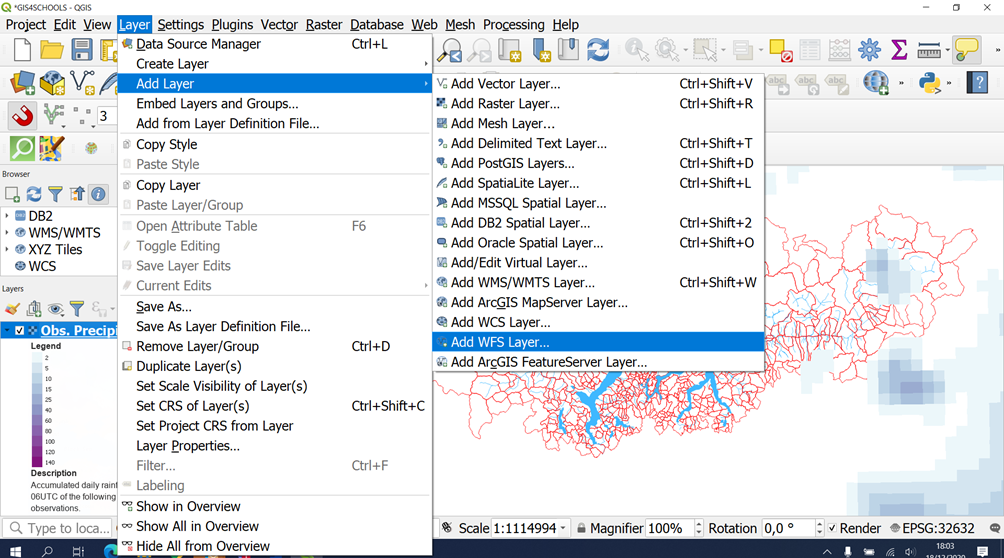 *GIS4SCHOOLS - QGIS
Project Edit View Layer Settings Plugins Vector Raster Database Web Mesh Processing Help
Data Source Manager Ctrl+L
Create Layer
Add Layer
Embed Layers and Groups...
Add from Layer Definition File...
Copy Style
Paste Style
Copy Layer
Paste Layer/Group
Open Attribute Table F6
Toggle Editing
Save Layer Edits
Current Edits
Save As...
Save As Layer Definition File...
Remove Layer/Group Ctrl+D
Duplicate Layer(s)
Set Scale Visibility of Layer(s)
Set CRS of Layer(s) Ctrl+Shift+C
Set Project CRS from Layer
Layer Properties...
Filter... Ctrl+F
Labeling
Show in Overview
Show All in Overview
Hide All from Overview
Add Vector Layer... Ctrl+Shift+V
Add Raster Layer... Ctrl+Shift+R
Add Mesh Layer...
Add Delimited Text Layer... Ctrl+Shift+T
Add PostGIS Layers... Ctrl+Shift+D
Add SpatiaLite Layer... Ctrl+Shift+L
Add MSSQL Spatial Layer...
Add DB2 Spatial Layer... Ctrl+Shift+2
Add Oracle Spatial Layer... Ctrl+Shift+O
Add/Edit Virtual Layer...
Add WMS/WMTS Layer... Ctrl+Shift+W
Add ArcGIS MapServer Layer...
Add WCS Layer...
Add WFS Layer...
Add ArcGIS FeatureServer Layer...
3
abc abc abc
Browser
DB2
WMS/WMTS
XYZ Tiles
WCS
Layers
Obs. Precipi
Legend
2
5
10
15
20
25
30
40
60
80
100
120
140
Description
Accumulated daily rain
06UTC of the following
observations.
Type to loca...
Scale 1:1114994 Magnifier 100% Rotation 0,0 ° Render EPSG:32632
18:03
18/12/2020